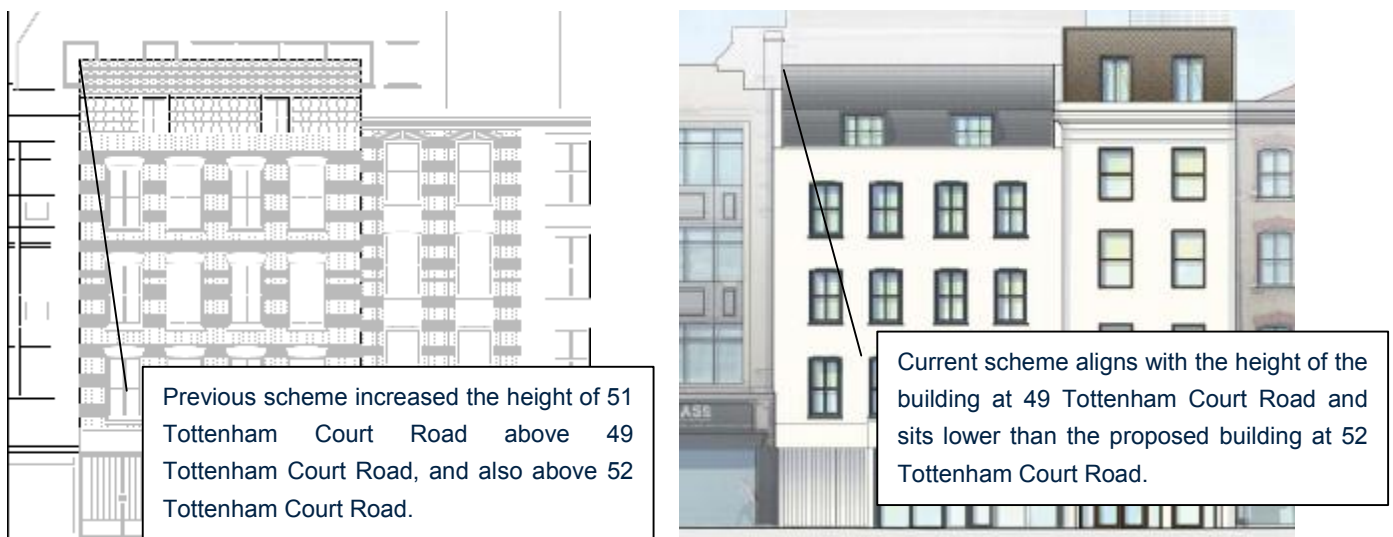 Previous scheme increased the height of 51
Tottenham Court Road above 49
Tottenham Court Road, and also above 52
Tottenham Court Road.
Current scheme aligns with the height of the
building at 49 Tottenham Court Road and
sits lower than the proposed building at 52
Tottenham Court Road.
ASS